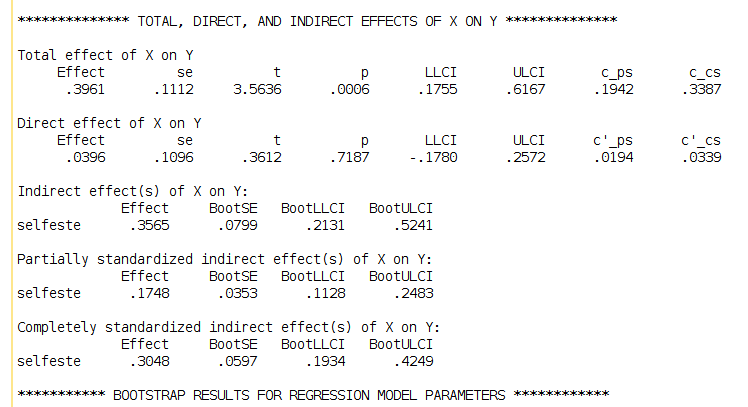 ************** TOTAL, DIRECT, AND INDIRECT EFFECTS OF X ON Y **************
Total effect of X on Y
Effect se t p LLCI ULCI c_ps c_cs
.3961 .1112 3.5636 .0006 .1755 .6167 .1942 .3387
Direct effect of X on Y
Effect se t p LLCI ULCI c'_ps c'_cs
.0396 .1096 .3612 .7187 -.1780 .2572 .0194 .0339
Indirect effect(s) of X on Y:
Effect BootSE BootLLCI BootULCI
selfeste .3565 .0799 .2131 .5241
Partially standardized indirect effect(s) of X on Y:
Effect BootSE BootLLCI BootULCI
selfeste .1748 .0353 .1128 .2483
Completely standardized indirect effect(s) of X on Y:
Effect BootSE BootLLCI BootULCI
selfeste .3048 .0597 .1934 .4249
*********** BOOTSTRAP RESULTS FOR REGRESSION MODEL PARAMETERS ************